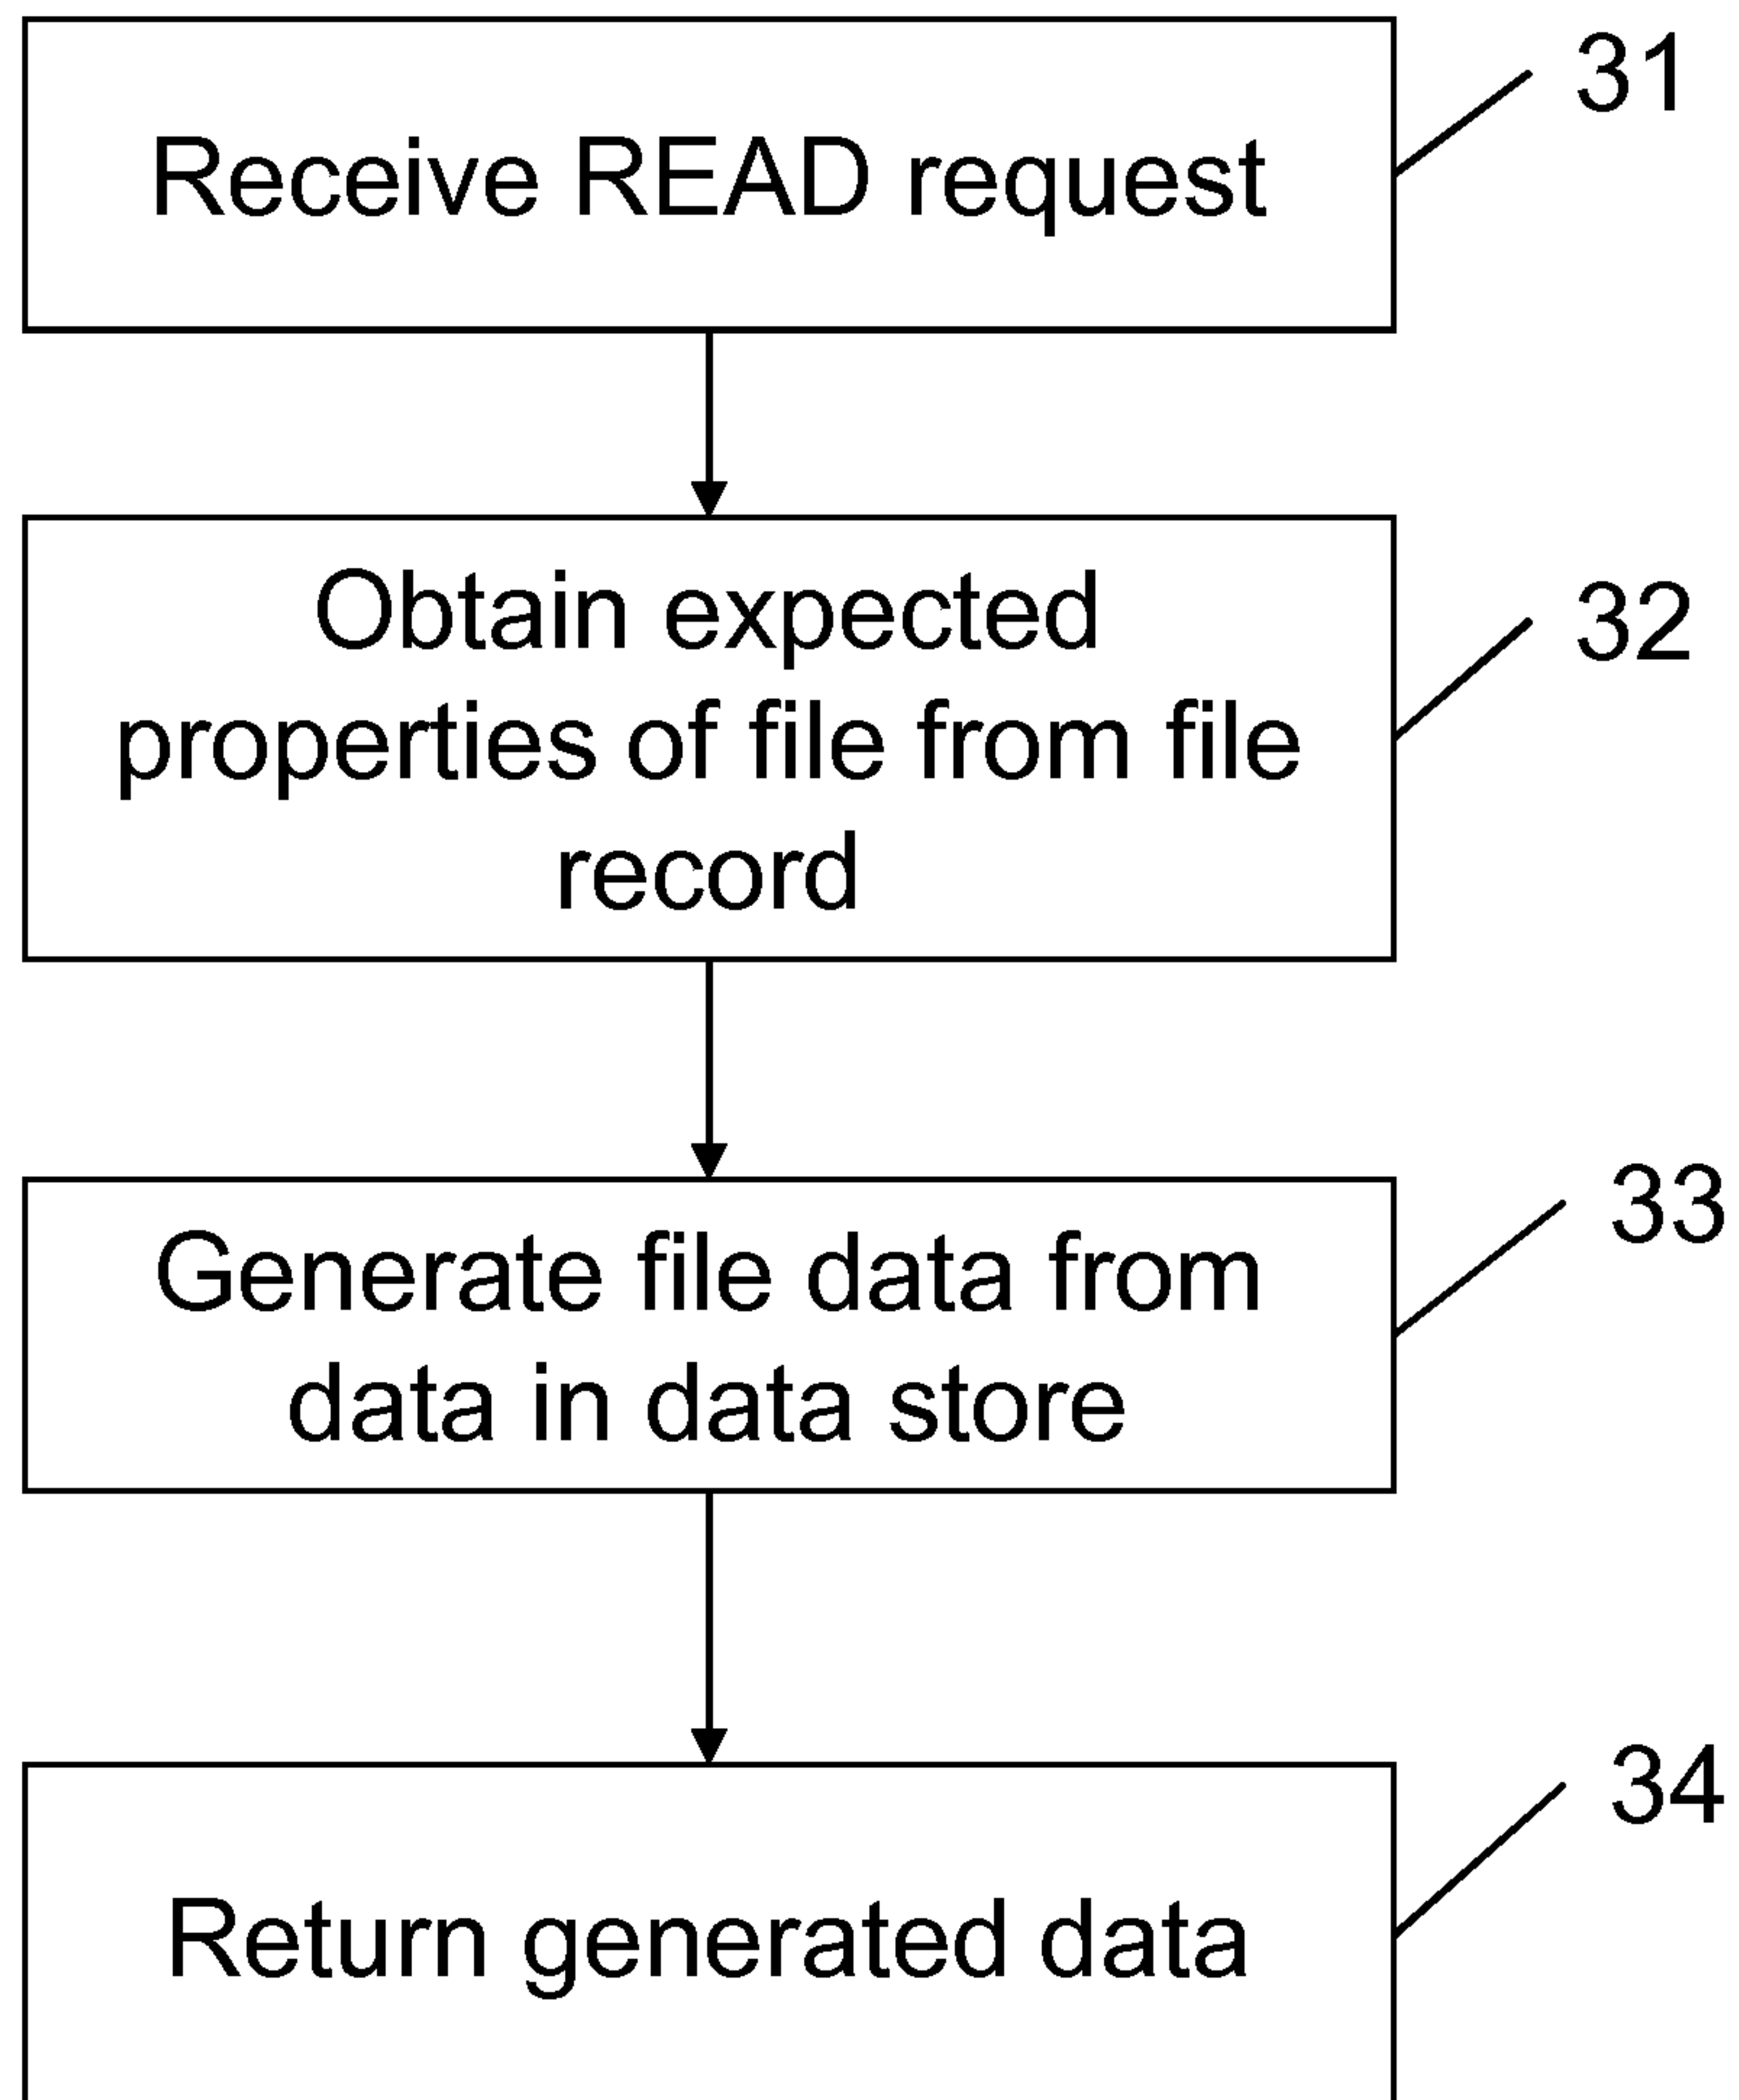 31
Receive READ request
32
Obtain expected
properties of file from file
record
33
Generate file data from
data in data store
34
Return generated data